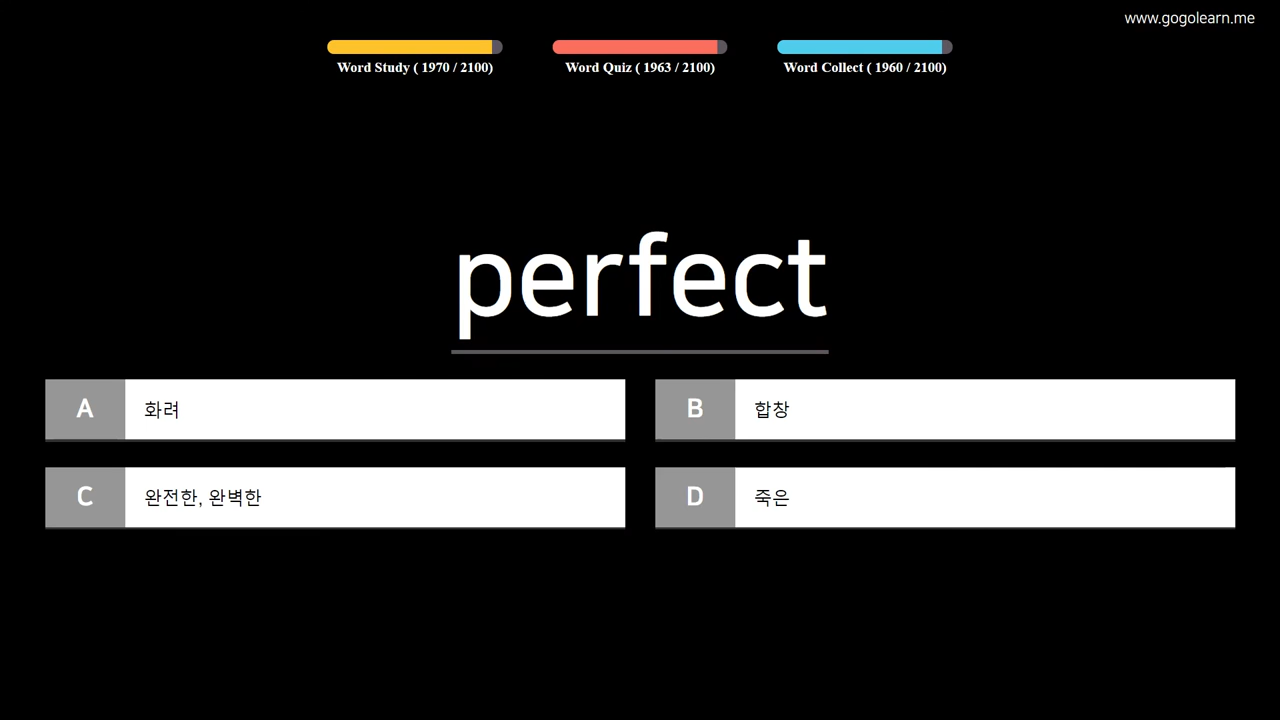 www.gogolearn.me
Word Study ( 1970 / 2100)
Word Quiz ( 1963 / 2100)
Word Collect ( 1960 / 2100)
perfect
A 화려
B 합창
C 완전한, 완벽한
D 죽은